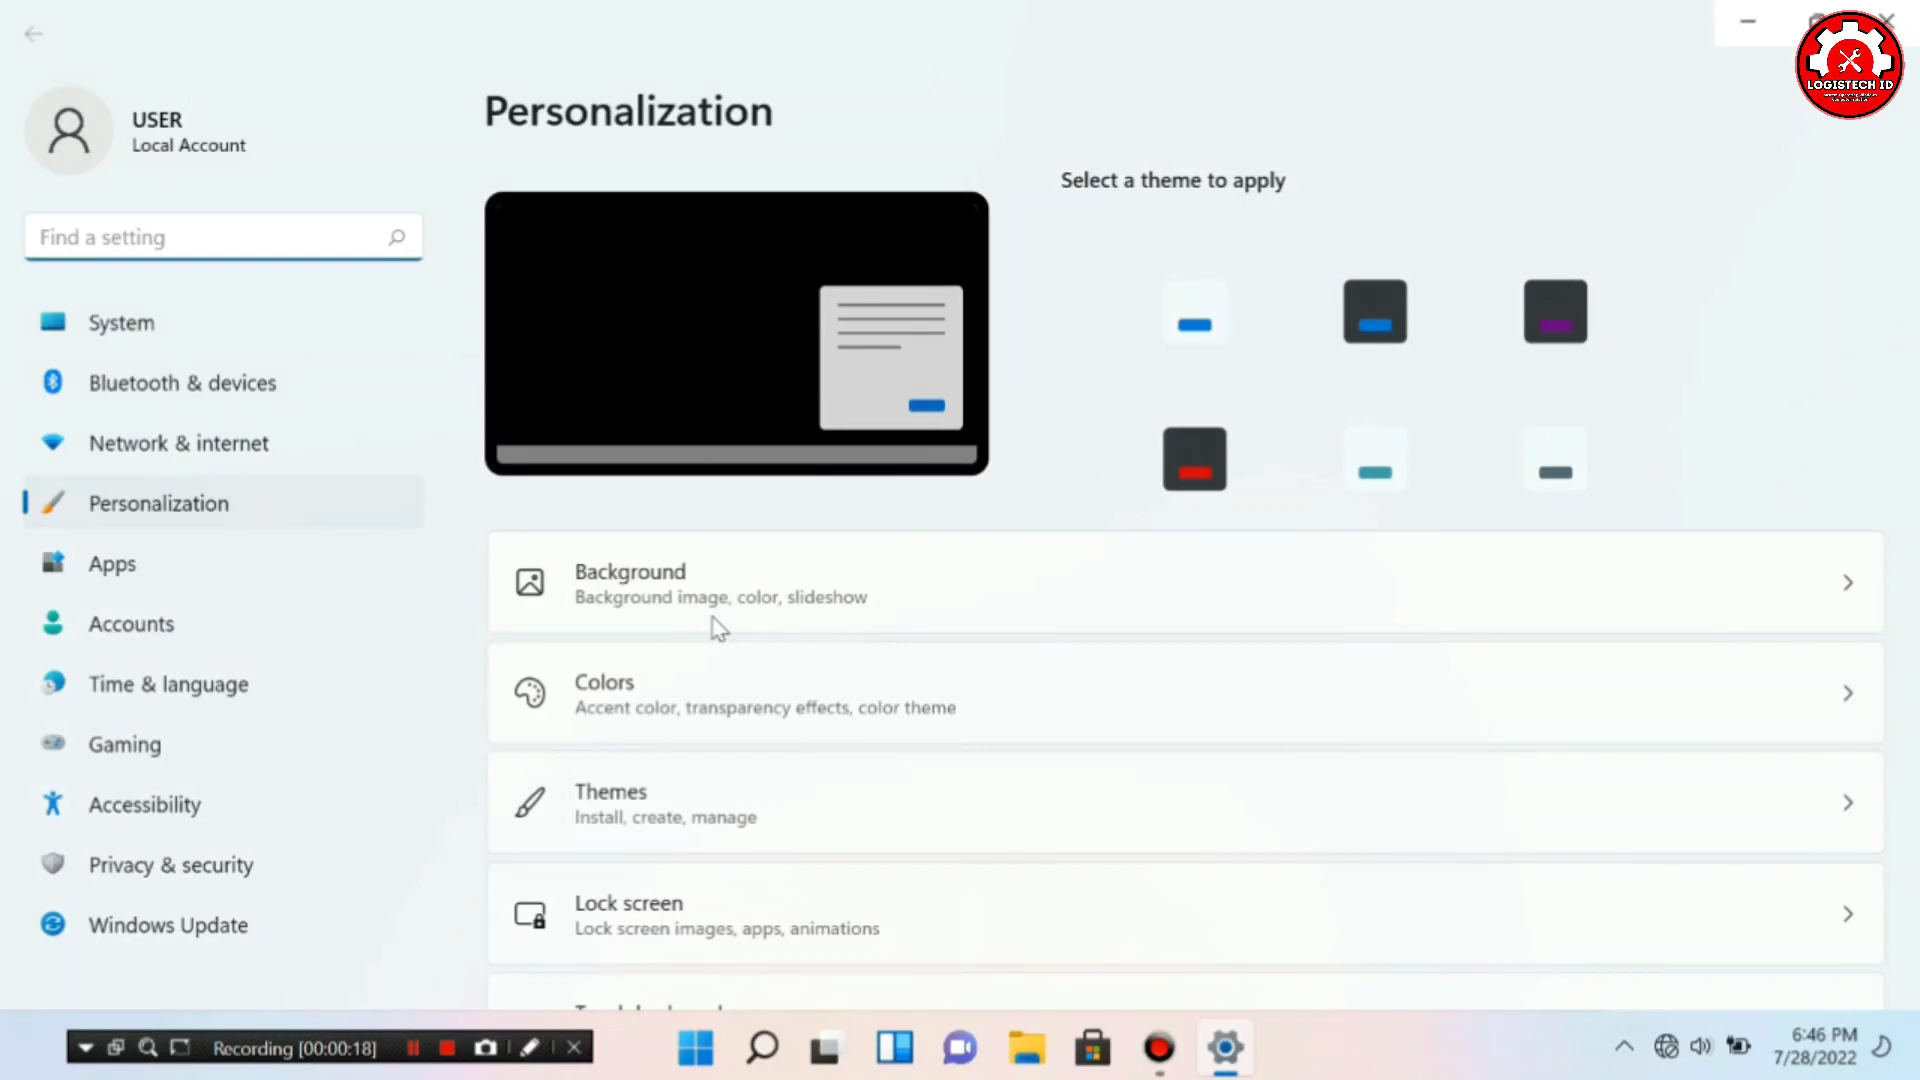 USER
Local Account
Find a setting
System
Bluetooth & devices
Network & internet
Personalization
Apps
Accounts
Time & language
Gaming
Accessibility
Privacy & security
Windows Update
Personalization
Select a theme to apply
Background
Background image, color, slideshow
Colors
Accent color, transparency effects, color theme
Themes
Install, create, manage
Lock screen
Lock screen images, apps, animations
LOGISTECH ID
Recording [00:00:18]
6:46 PM
7/28/2022